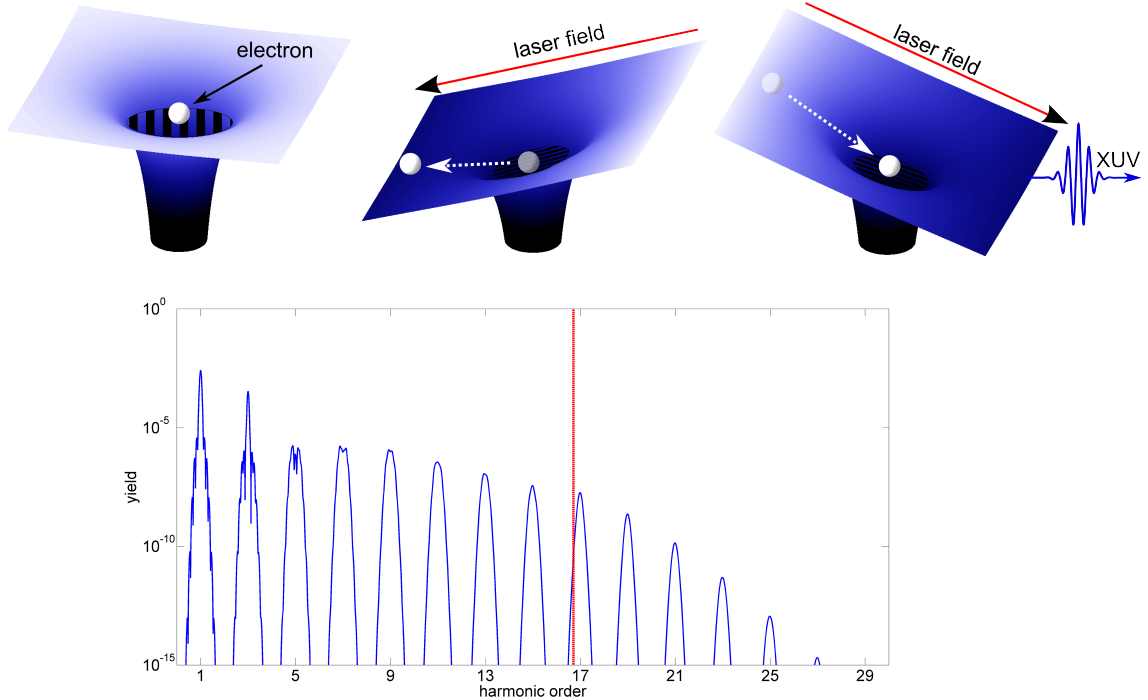 electron
laser field
laser field
XUV
10^0
10^-5
10^-10
10^-15
yield
1 5 9 13 17 21 25 29
harmonic order